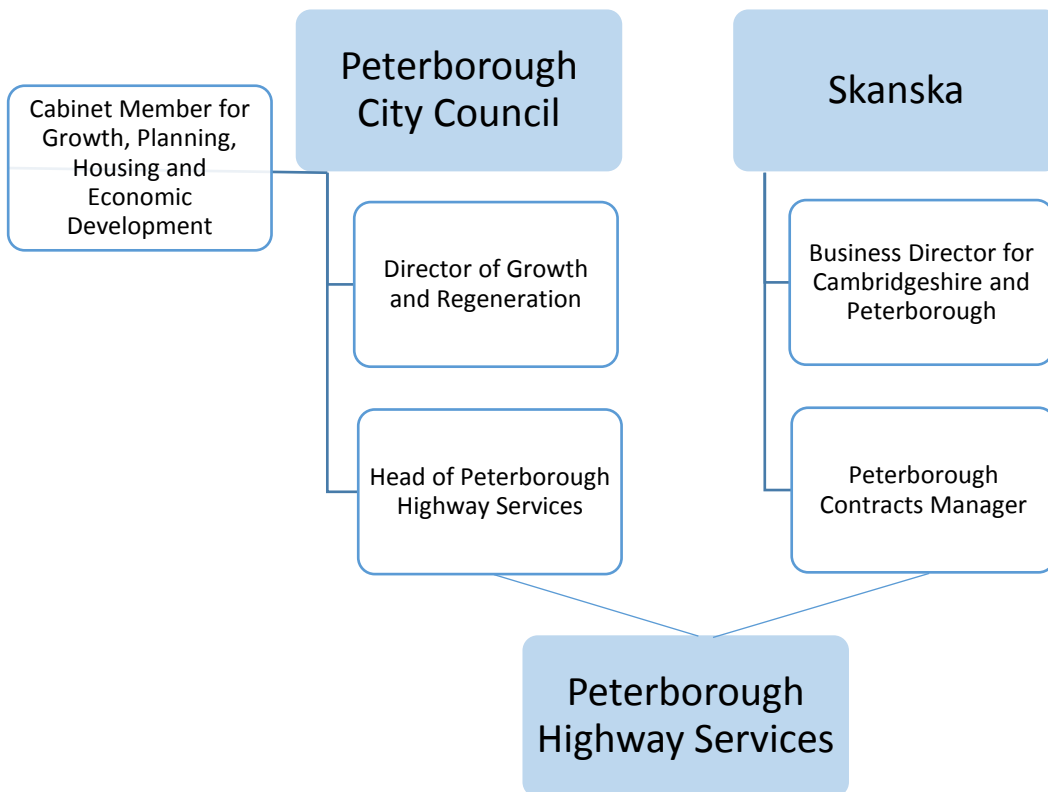 Peterborough
City Council
Skanska
Cabinet Member for
Growth, Planning,
Housing and
Economic
Development
Director of Growth
and Regeneration
Business Director for
Cambridgeshire and
Peterborough
Head of Peterborough
Highway Services
Peterborough
Contracts Manager
Peterborough
Highway Services